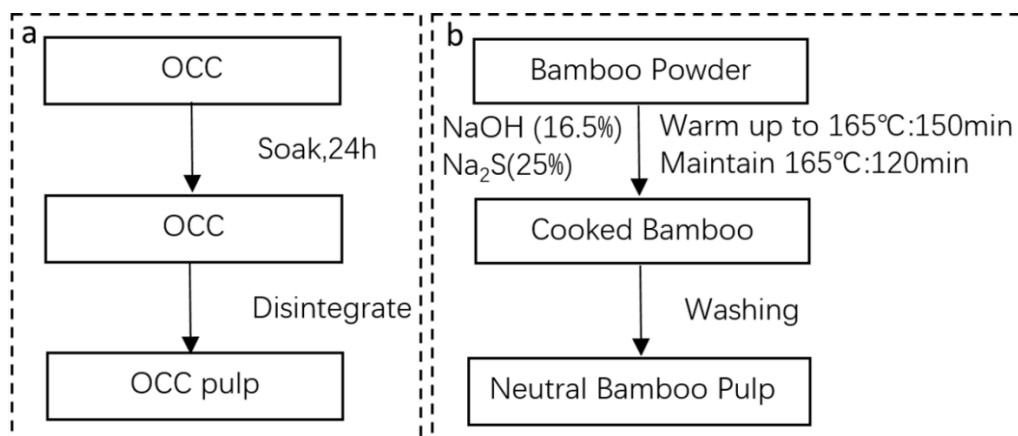 a
OCC
Soak,24h
OCC
Disintegrate
OCC pulp
b
Bamboo Powder
NaOH (16.5%)
Na₂S(25%)
Warm up to 165℃:150min
Maintain 165℃:120min
Cooked Bamboo
Washing
Neutral Bamboo Pulp